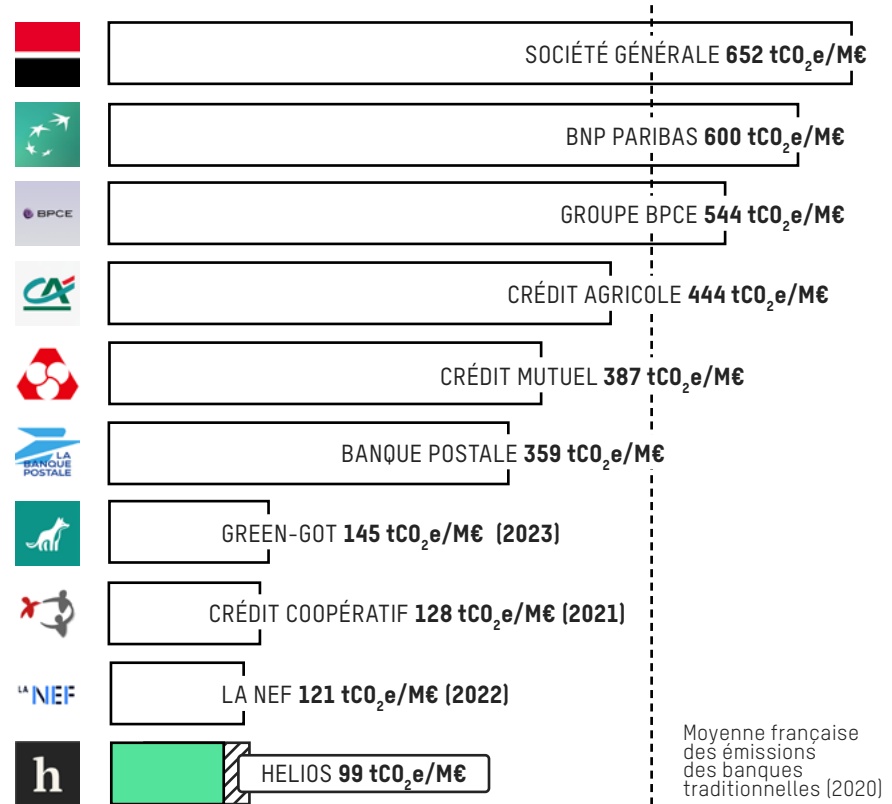 SOCIÉTÉ GÉNÉRALE 652 tCO₂e/M€
BNP PARIBAS 600 tCO₂e/M€
BPCE
GROUPE BPCE 544 tCO₂e/M€
CA
CRÉDIT AGRICOLE 444 tCO₂e/M€
CRÉDIT MUTUEL 387 tCO₂e/M€
LA
BANQUE
POSTALE
BANQUE POSTALE 359 tCO₂e/M€
GREEN-GOT 145 tCO₂e/M€ (2023)
CRÉDIT COOPÉRATIF 128 tCO₂e/M€ (2021)
LA NEF
LA NEF 121 tCO₂e/M€ (2022)
h
HELIOS 99 tCO₂e/M€
Moyenne française
des émissions
des banques
traditionnelles (2020)